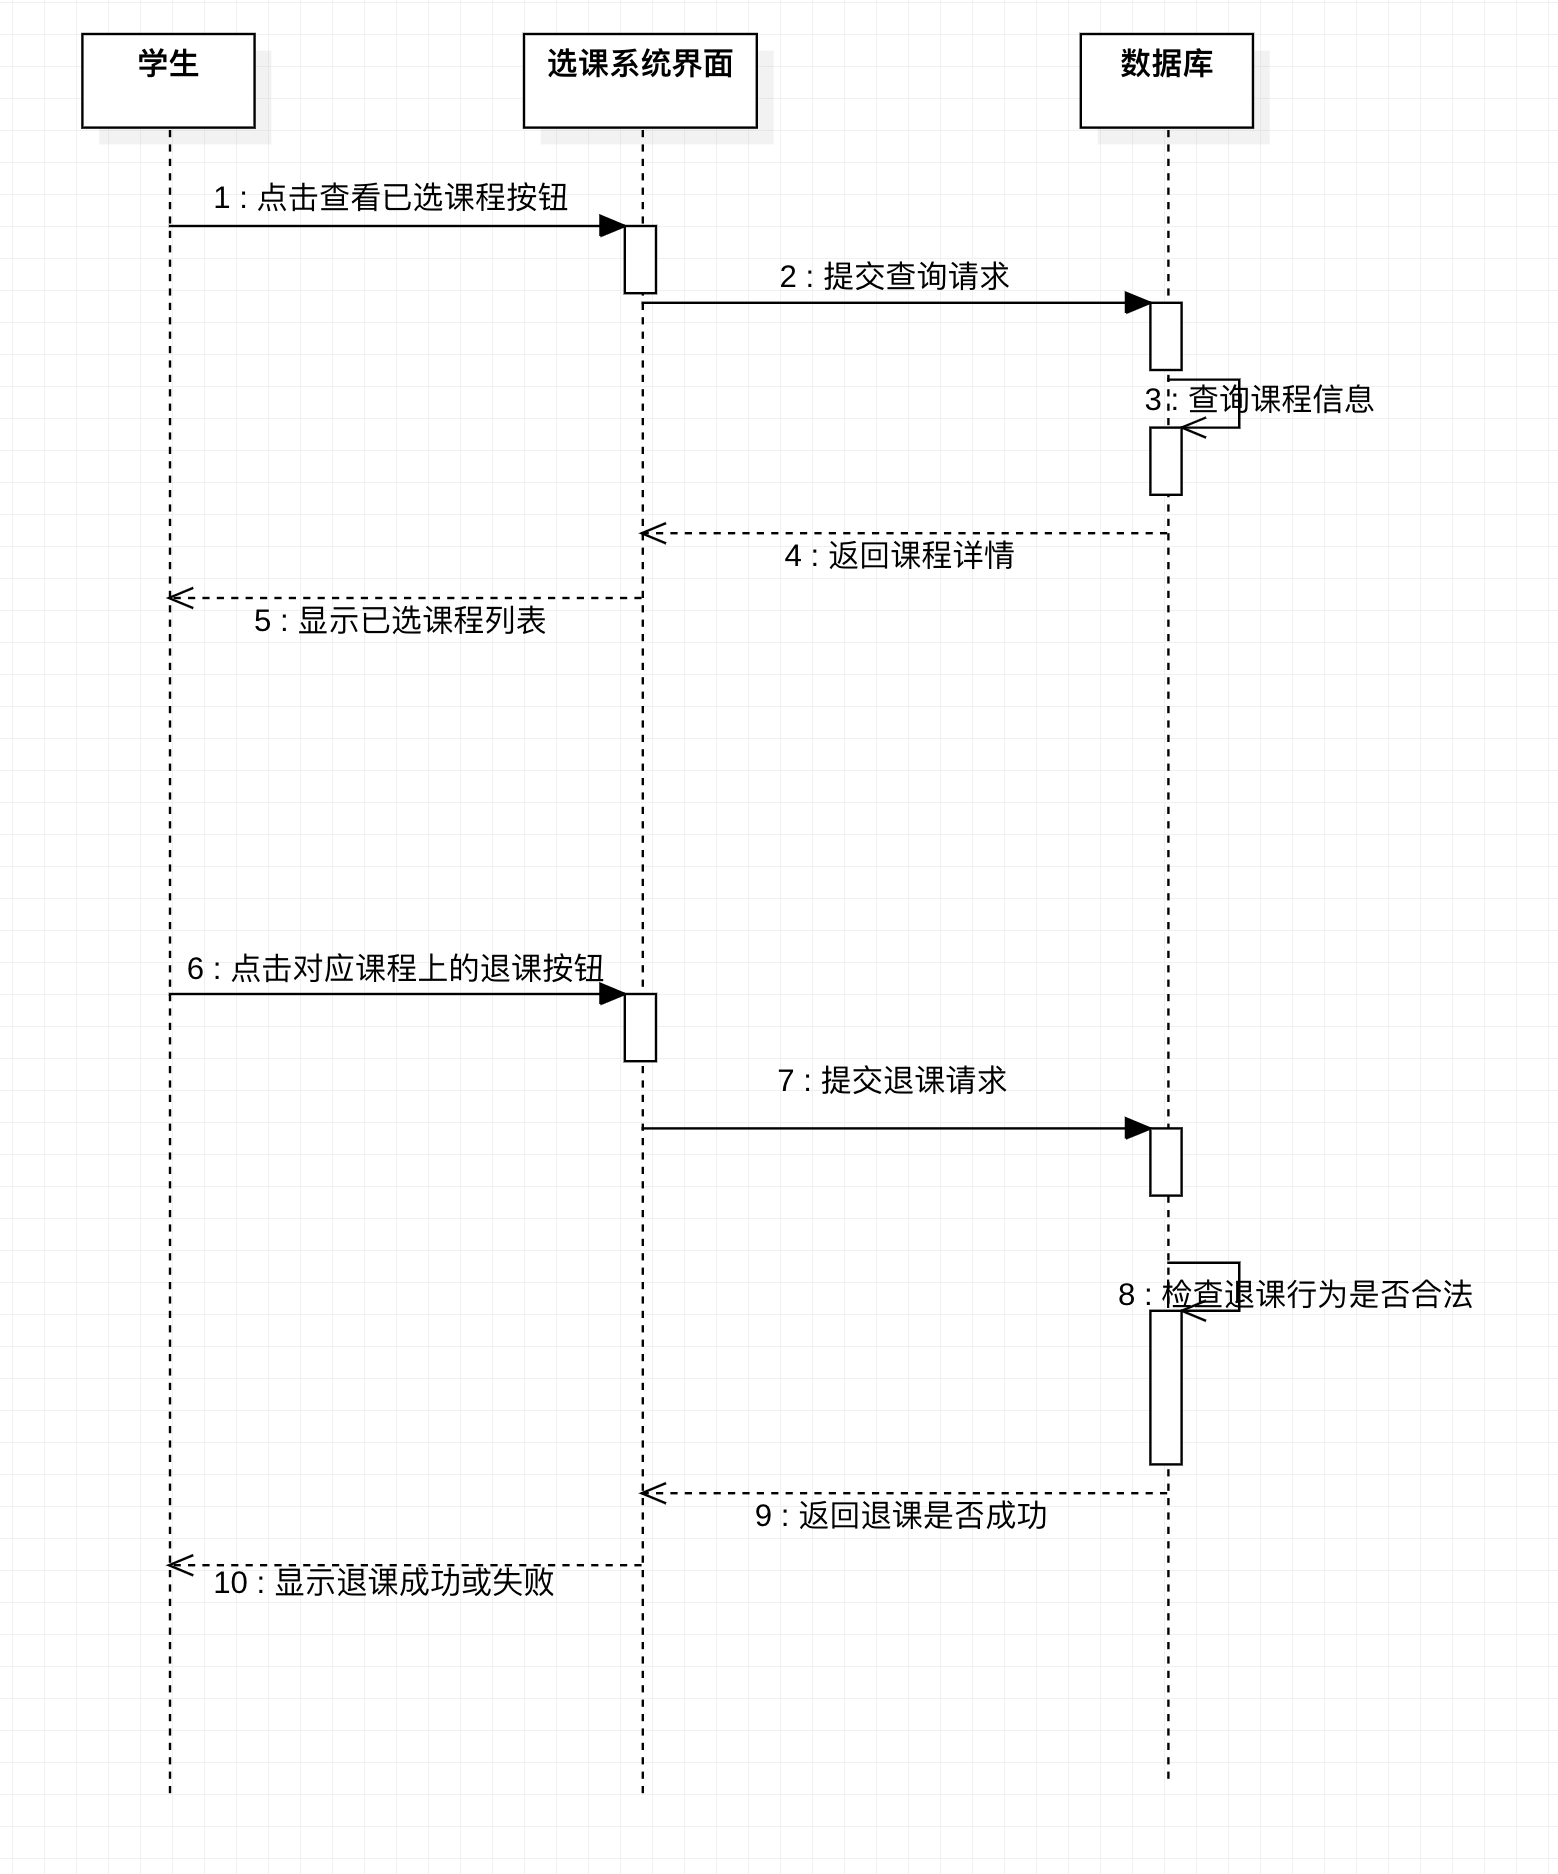 学生
选课系统界面
数据库
1 : 点击查看已选课程按钮
2 : 提交查询请求
3 : 查询课程信息
4 : 返回课程详情
5 : 显示已选课程列表
6 : 点击对应课程上的退课按钮
7 : 提交退课请求
8 : 检查退课行为是否合法
9 : 返回退课是否成功
10 : 显示退课成功或失败